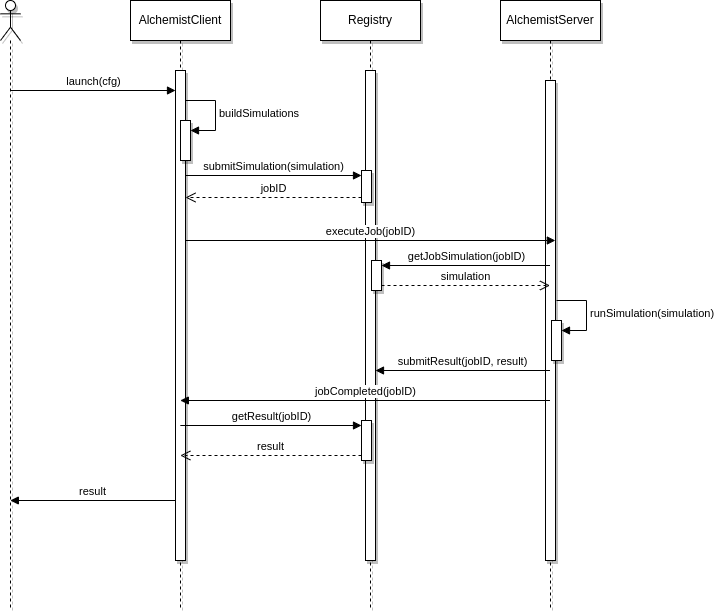 AlchemistClient
Registry
AlchemistServer
launch(cfg)
buildSimulations
submitSimulation(simulation)
jobID
executeJob(jobID)
getJobSimulation(jobID)
simulation
runSimulation(simulation)
submitResult(jobID, result)
jobCompleted(jobID)
getResult(jobID)
result
result